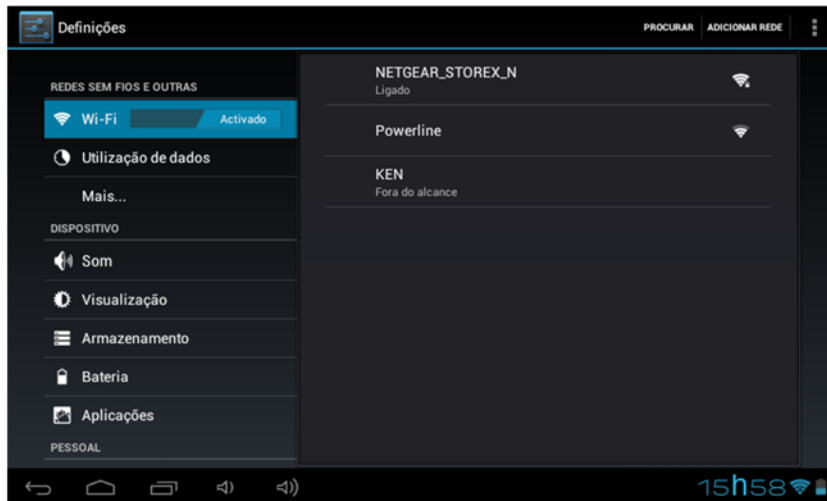 Definições
PROCURAR ADICIONAR REDE
REDES SEM FIOS E OUTRAS
Wi-Fi Activado
Utilização de dados
Mais...
DISPOSITIVO
Som
Visualização
Armazenamento
Bateria
Aplicações
PESSOAL
NETGEAR_STOREX_N
Ligado
Powerline
KEN
Fora do alcance
15h58